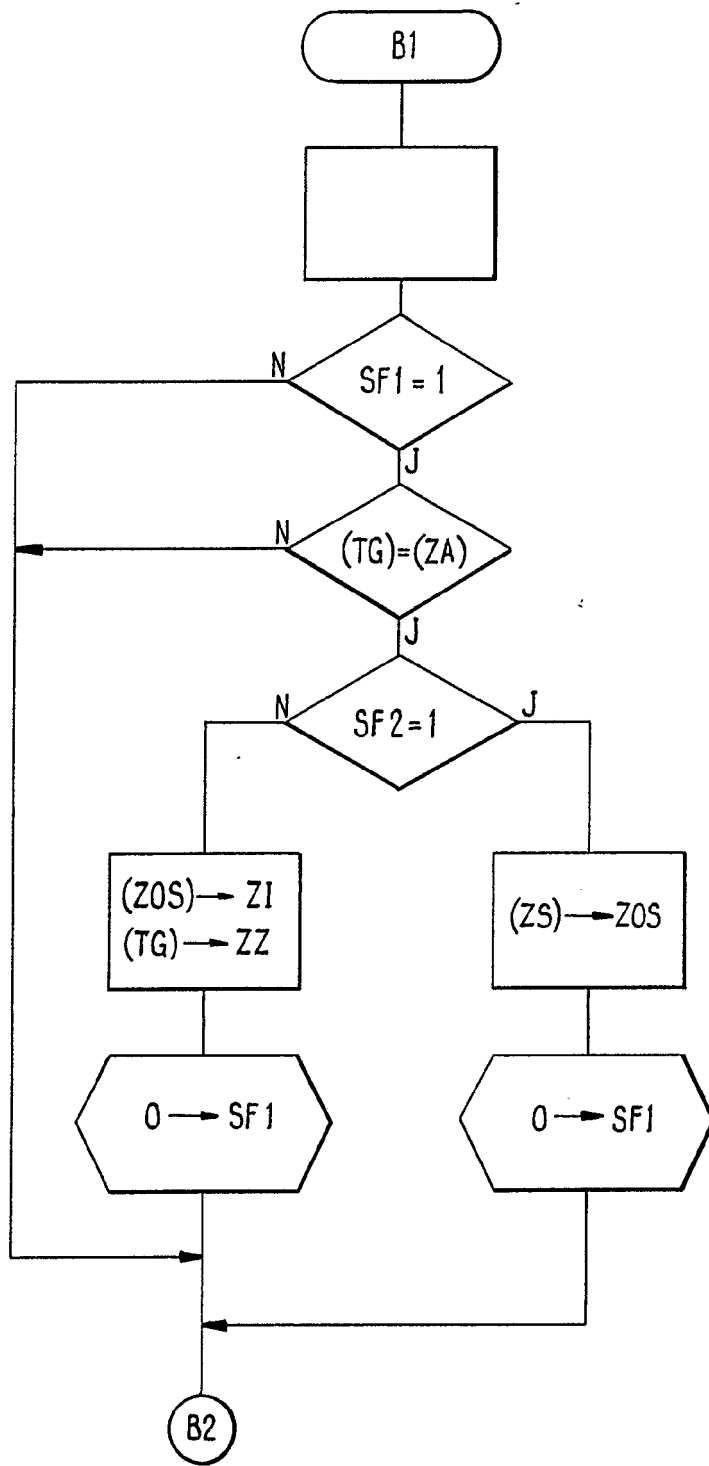 B1
N
SF1 = 1
J
N
(TG)=(ZA)
J
N
SF2=1
J
(ZOS) → ZI
(TG) → ZZ
(ZS) → ZOS
0 → SF1
0 → SF1
B2